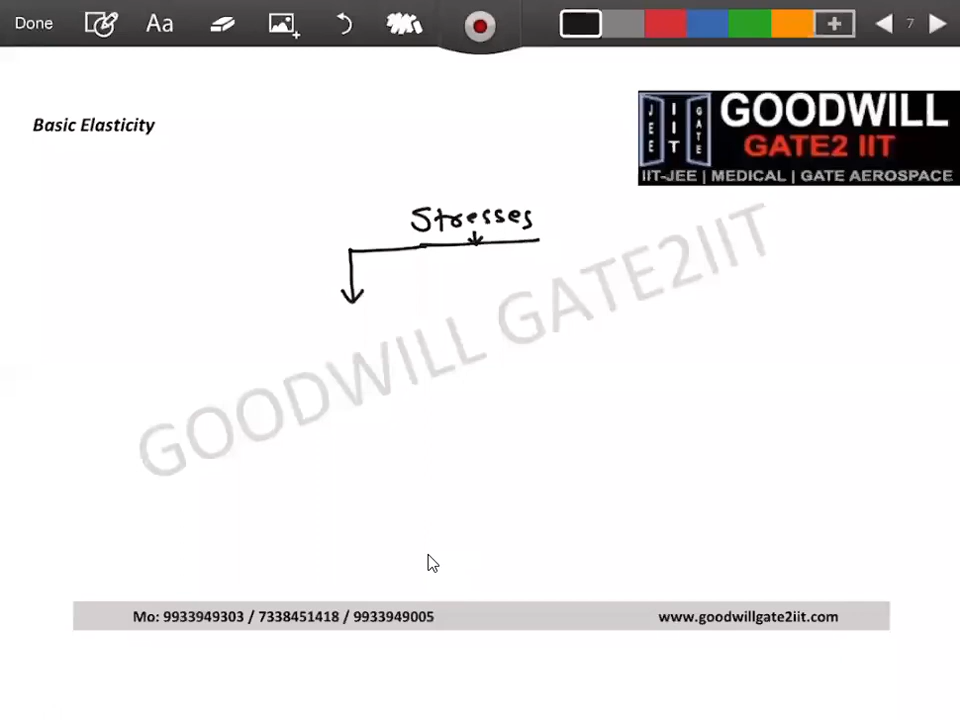 Done Aa 7
Basic Elasticity
JEE IIT GATE
GOODWILL
GATE2 IIT
IIT-JEE | MEDICAL | GATE AEROSPACE
Stresses
GOODWILL GATE2IIT
Mo: 9933949303 / 7338451418 / 9933949005 www.goodwillgate2iit.com